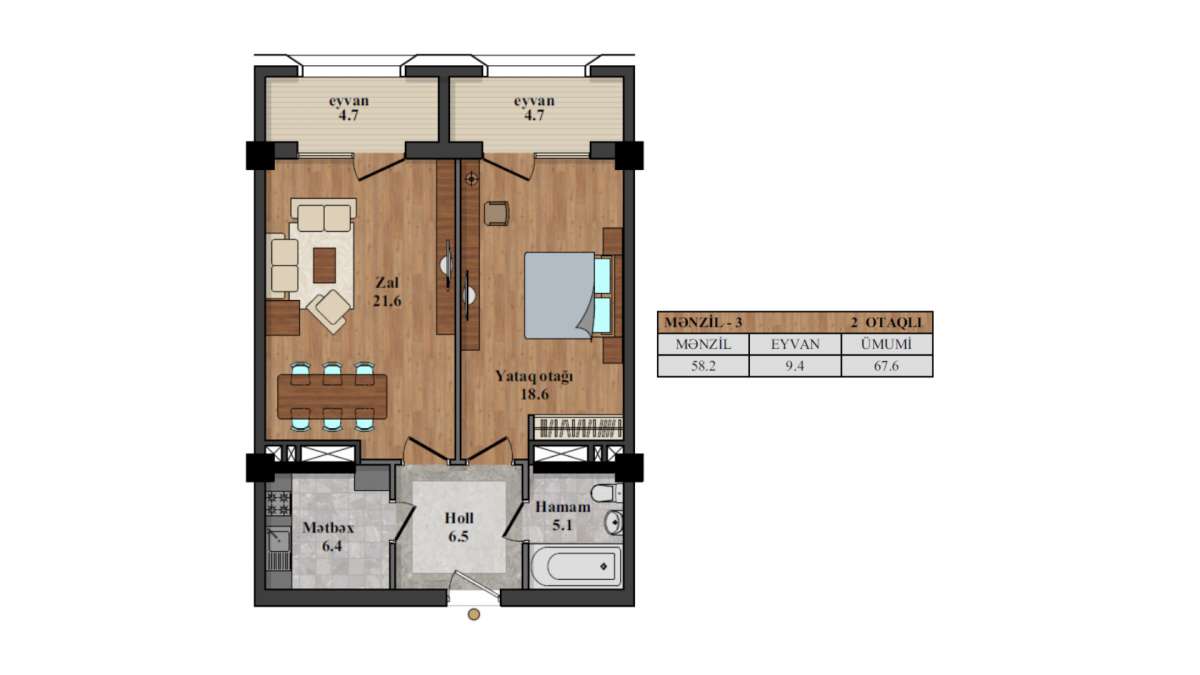 eyvan
4.7
eyvan
4.7
Zal
21.6
Yataq otağı
18.6
Mətbəx
6.4
Holl
6.5
Hamam
5.1
MƏNZİL - 3 2 OTAQLI
MƏNZİL EYVAN ÜMUMİ
58.2 9.4 67.6